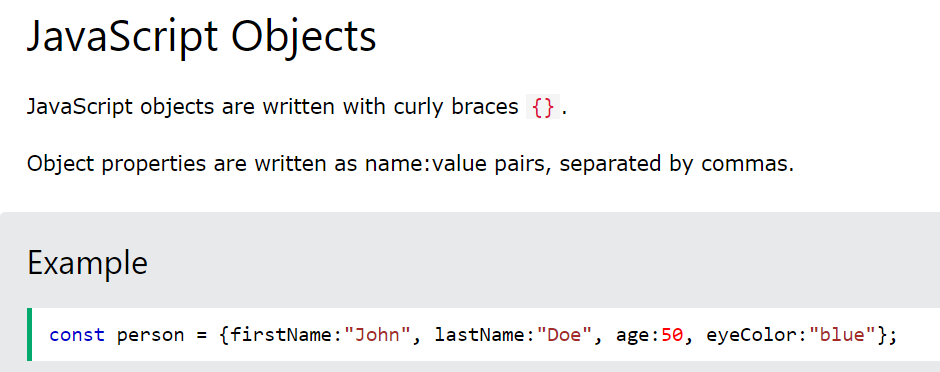 JavaScript Objects
JavaScript objects are written with curly braces {}.
Object properties are written as name:value pairs, separated by commas.
Example
const person = {firstName:"John", lastName:"Doe", age:50, eyeColor:"blue"};